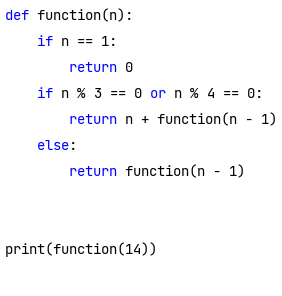 def function(n):
    if n == 1:
        return 0
    if n % 3 == 0 or n % 4 == 0:
        return n + function(n - 1)
    else:
        return function(n - 1)
print(function(14))